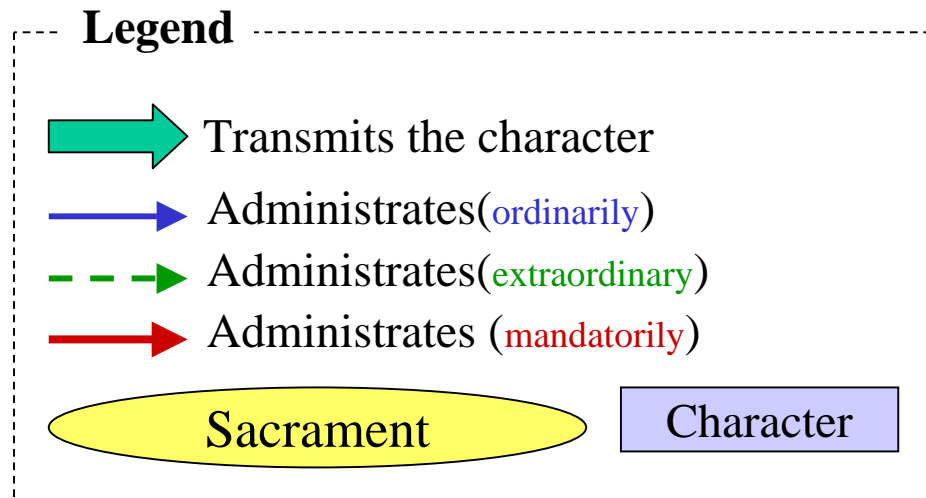 Legend
Transmits the character
Administrates(ordinarily)
Administrates(extraordinary)
Administrates (mandatorily)
Sacrament Character